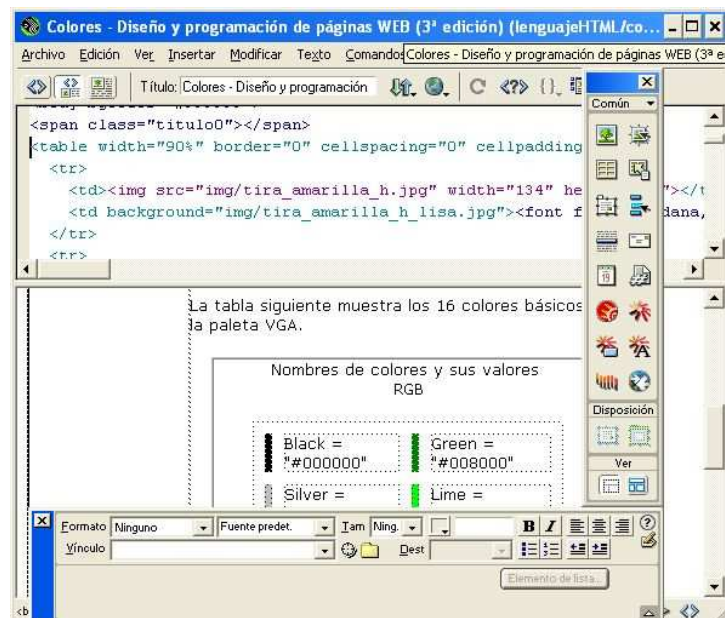 Colores - Diseño y programación de páginas WEB (3ª edición) (lenguajeHTML/co...
Archivo Edición Ver Insertar Modificar Texto Comandos
Colores - Diseño y programación de páginas WEB (3ª e
Título: Colores - Diseño y programación
Común
<span class="titulo0"></span>
<table width="90%" border="0" cellspacing="0" cellpadding
<tr>
<td><img src="img/tira_amarilla_h.jpg" width="134" he "></t
<td background="img/tira_amarilla_h_lisa.jpg"><font f dana,
</tr>
<tr>
La tabla siguiente muestra los 16 colores básicos
la paleta VGA.
Nombres de colores y sus valores
RGB
Black =
"#000000"
Green =
"#008000"
Silver =
Lime =
Disposición
Ver
Formato Ninguno Fuente predet. Tam Ning. B I
Vínculo Dest
Elemento de lista...
<b